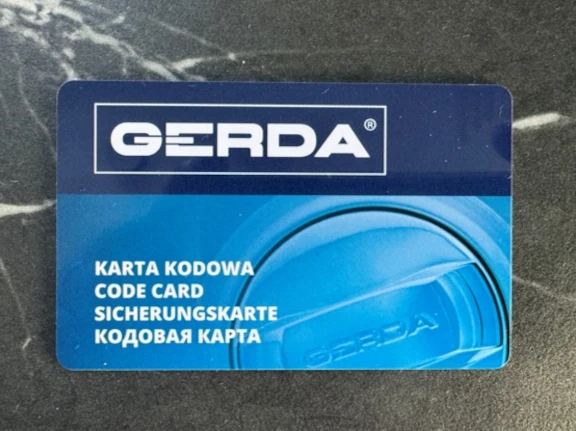 GERDA®
KARTA KODOWA
CODE CARD
SICHERUNGSKARTE
КОДОВАЯ КАРТА
GERDA